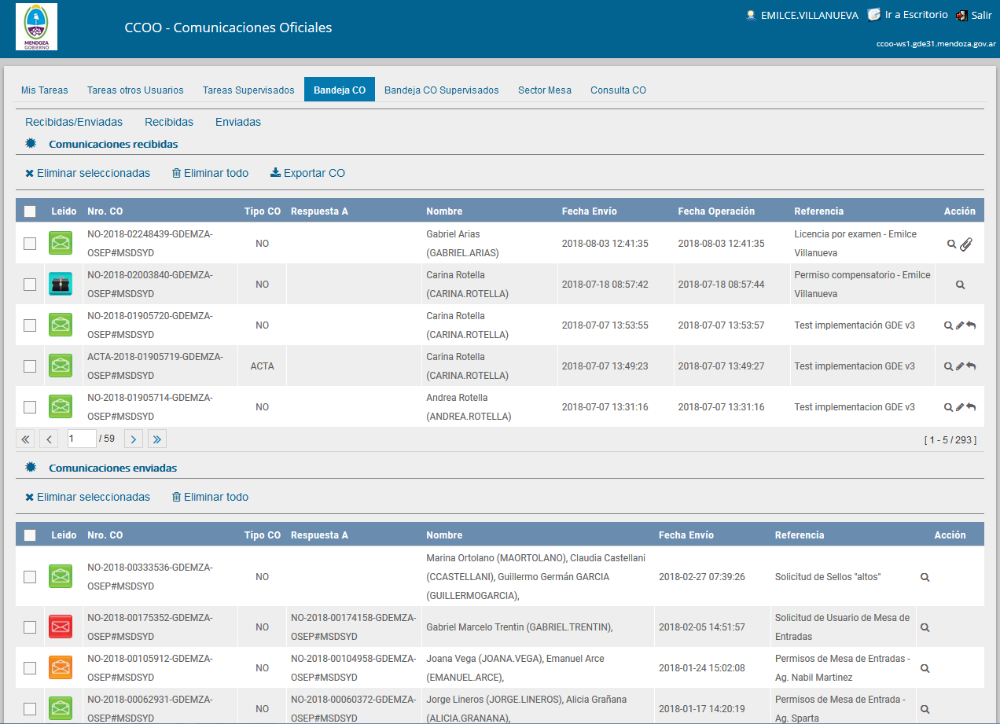 MENDOZA
GOBIERNO
CCOO - Comunicaciones Oficiales
EMILCE.VILLANUEVA Ir a Escritorio Salir
ccoo-ws1.gde31.mendoza.gov.ar
Mis Tareas Tareas otros Usuarios Tareas Supervisados Bandeja CO Bandeja CO Supervisados Sector Mesa Consulta CO
Recibidas/Enviadas Recibidas Enviadas
Comunicaciones recibidas
Eliminar seleccionadas Eliminar todo Exportar CO
Leido Nro. CO Tipo CO Respuesta A Nombre Fecha Envío Fecha Operación Referencia Acción
NO-2018-02248439-GDEMZA- Gabriel Arias Licencia por examen - Emilce
NO 2018-08-03 12:41:35 2018-08-03 12:41:35
OSEP#MSDSYD (GABRIEL.ARIAS) Villanueva
NO-2018-02003840-GDEMZA- Carina Rotella Permiso compensatorio - Emilce
NO 2018-07-18 08:57:42 2018-07-18 08:57:44
OSEP#MSDSYD (CARINA.ROTELLA) Villanueva
NO-2018-01905720-GDEMZA- Carina Rotella
NO 2018-07-07 13:53:55 2018-07-07 13:53:57 Test implementación GDE v3
OSEP#MSDSYD (CARINA.ROTELLA)
ACTA-2018-01905719-GDEMZA- Carina Rotella
ACTA 2018-07-07 13:49:23 2018-07-07 13:49:27 Test implementacion GDE v3
OSEP#MSDSYD (CARINA.ROTELLA)
NO-2018-01905714-GDEMZA- Andrea Rotella
NO 2018-07-07 13:31:16 2018-07-07 13:31:16 Test implementacion GDE v3
OSEP#MSDSYD (ANDREA.ROTELLA)
1 / 59 [ 1 - 5 / 293 ]
Comunicaciones enviadas
Eliminar seleccionadas Eliminar todo
Leido Nro. CO Tipo CO Respuesta A Nombre Fecha Envío Referencia Acción
Marina Ortolano (MAORTOLANO), Claudia Castellani
NO-2018-00333536-GDEMZA-
NO (CCASTELLANI), Guillermo Germán GARCIA 2018-02-27 07:39:26 Solicitud de Sellos "altos"
OSEP#MSDSYD
(GUILLERMOGARCIA),
NO-2018-00175352-GDEMZA- NO-2018-00174158-GDEMZA- Solicitud de Usuario de Mesa de
NO Gabriel Marcelo Trentin (GABRIEL.TRENTIN), 2018-02-05 14:51:57
OSEP#MSDSYD OSEP#MSDSYD Entradas
NO-2018-00105912-GDEMZA- NO-2018-00104958-GDEMZA- Joana Vega (JOANA.VEGA), Emanuel Arce Permisos de Mesa de Entradas -
NO 2018-01-24 15:02:08
OSEP#MSDSYD OSEP#MSDSYD (EMANUEL.ARCE), Ag. Nabil Martinez
NO-2018-00062931-GDEMZA- NO-2018-00060372-GDEMZA- Jorge Lineros (JORGE.LINEROS), Alicia Grañana Permisos de Mesa de Entrada -
NO 2018-01-17 14:20:19
OSEP#MSDSYD OSEP#MSDSYD (ALICIA.GRANANA), Ag. Sparta